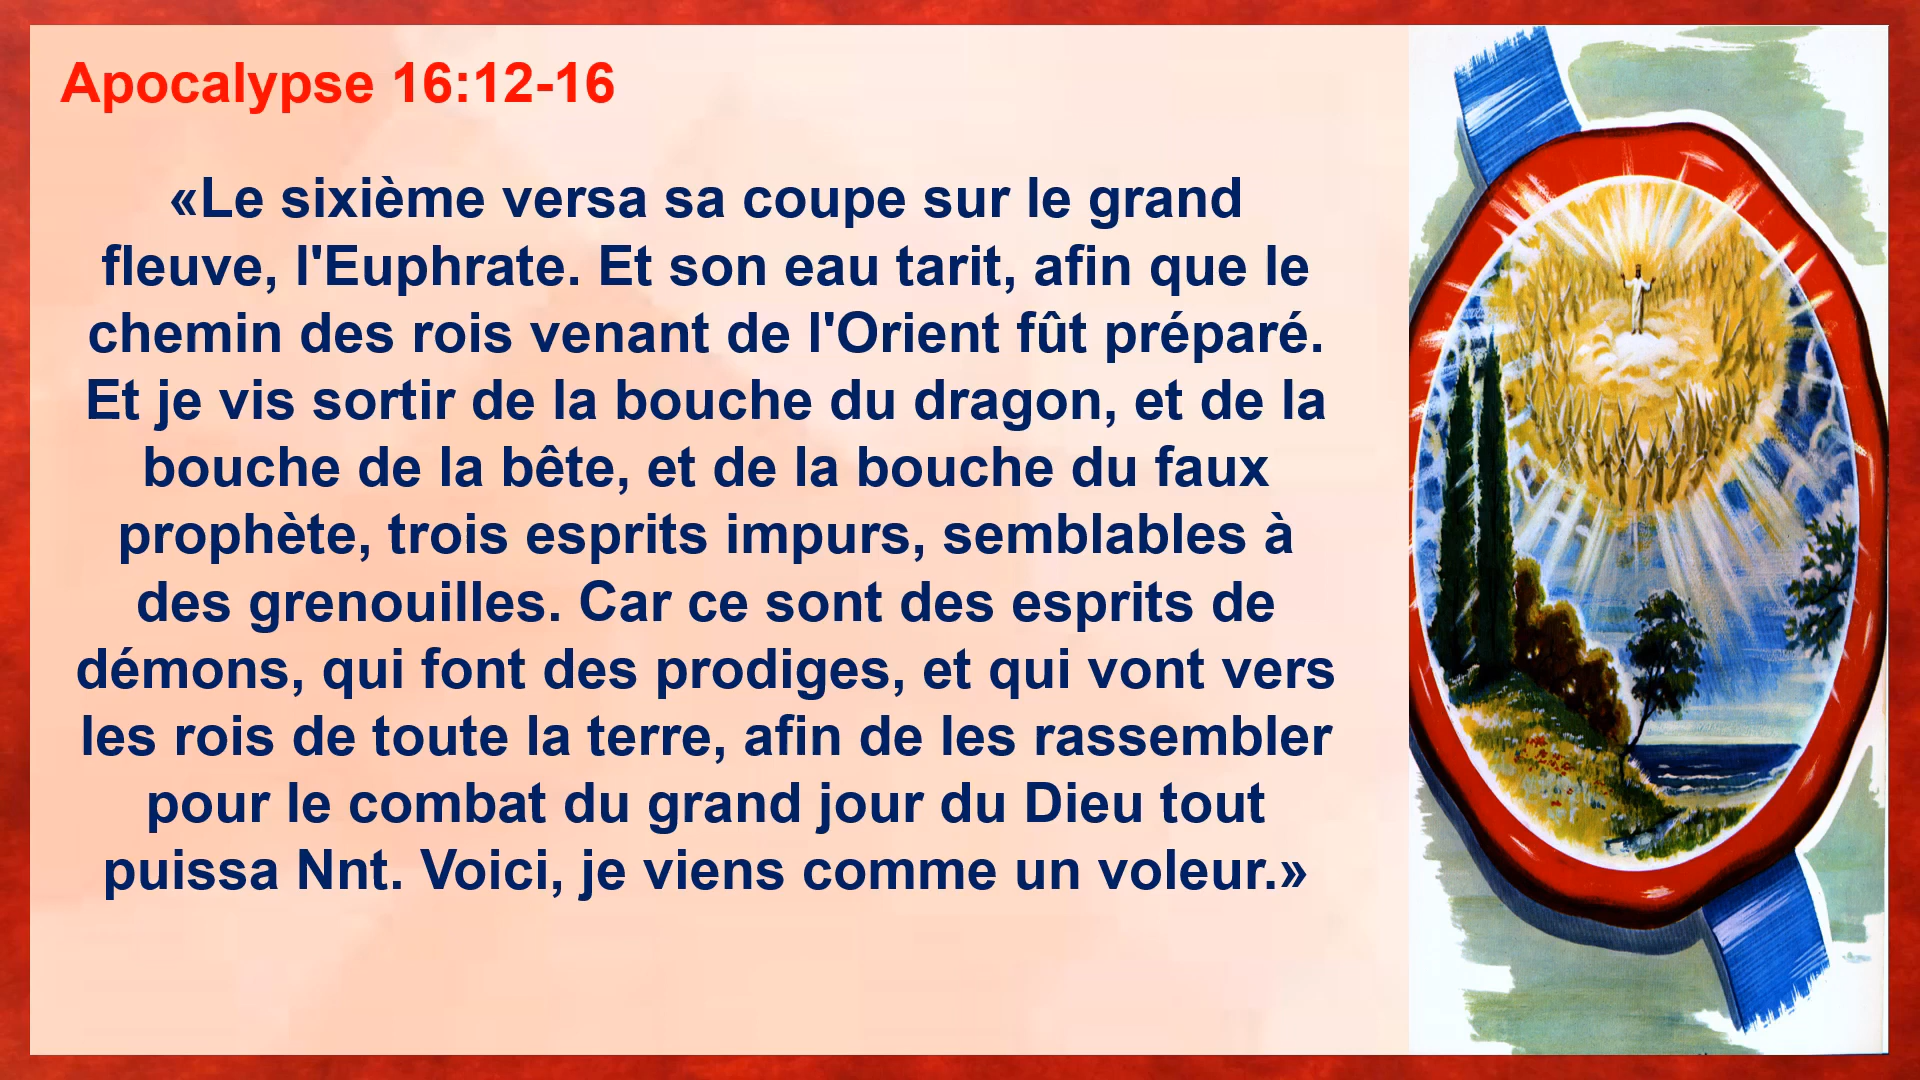 Apocalypse 16:12-16
«Le sixième versa sa coupe sur le grand
fleuve, l'Euphrate. Et son eau tarit, afin que le
chemin des rois venant de l'Orient fût préparé.
Et je vis sortir de la bouche du dragon, et de la
bouche de la bête, et de la bouche du faux
prophète, trois esprits impurs, semblables à
des grenouilles. Car ce sont des esprits de
démons, qui font des prodiges, et qui vont vers
les rois de toute la terre, afin de les rassembler
pour le combat du grand jour du Dieu tout
puissa Nnt. Voici, je viens comme un voleur.»